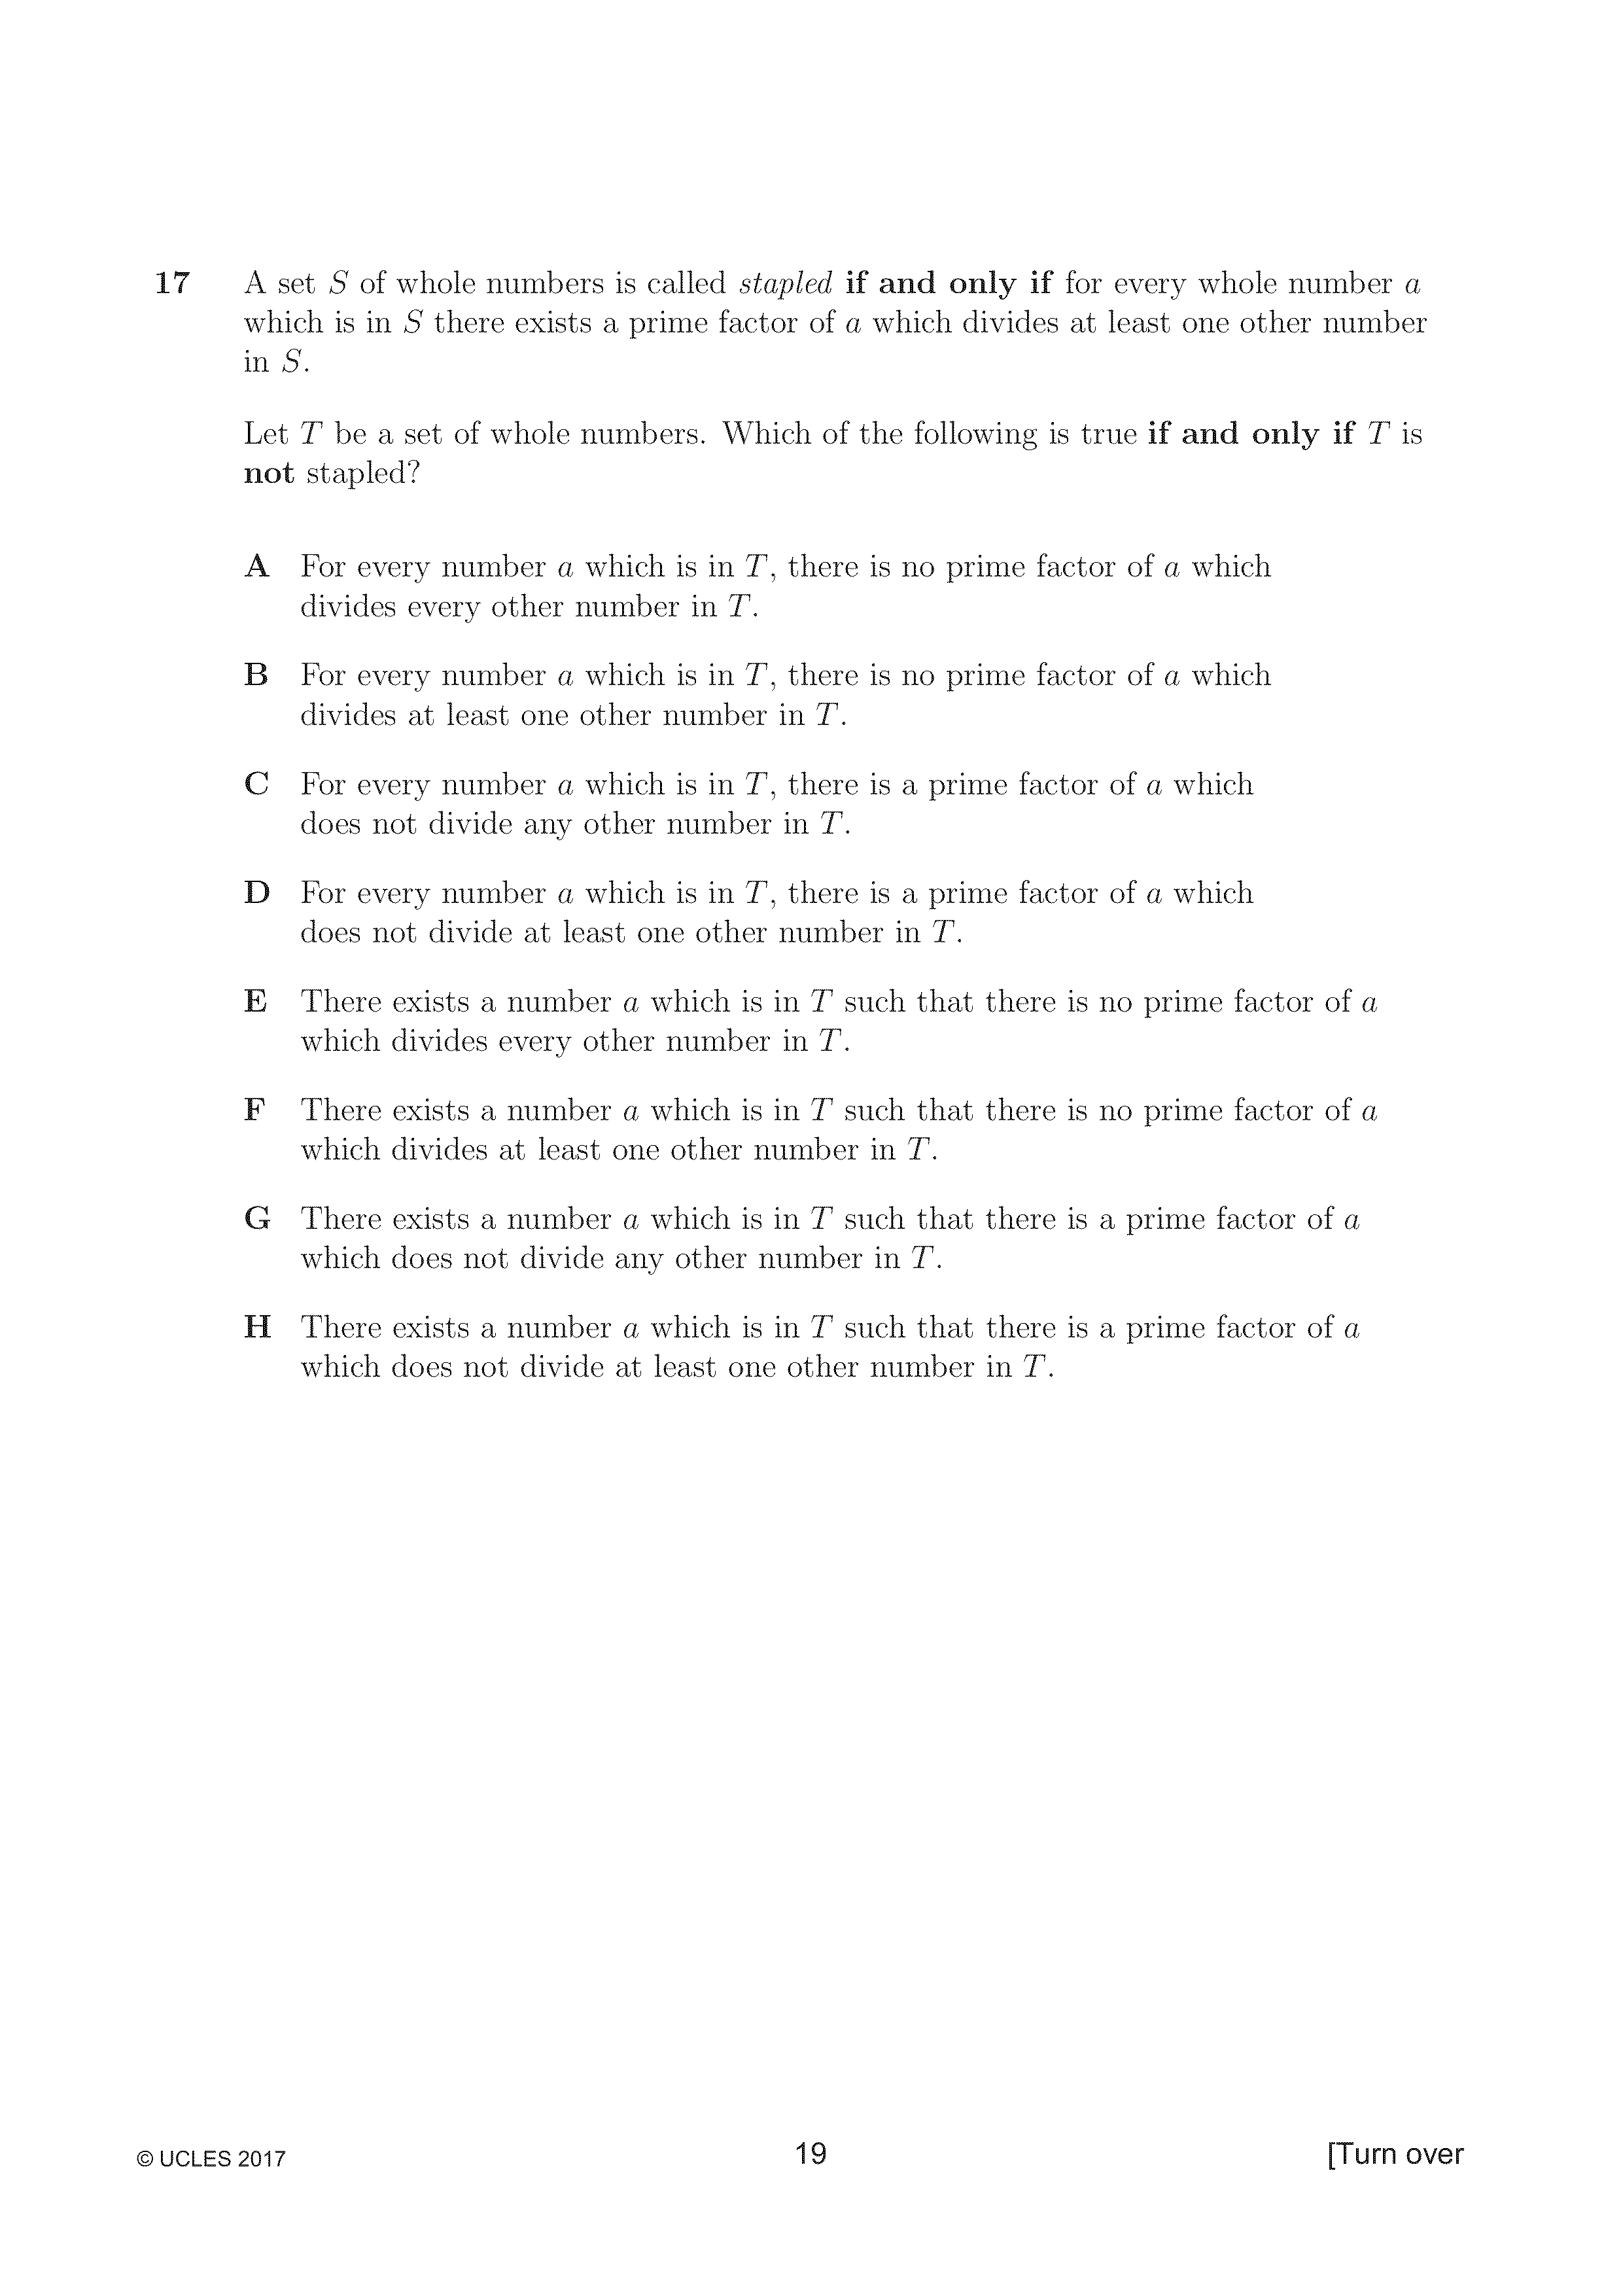 17 A set S of whole numbers is called stapled if and only if for every whole number a
which is in S there exists a prime factor of a which divides at least one other number
in S.
Let T be a set of whole numbers. Which of the following is true if and only if T is
not stapled?
A For every number a which is in T, there is no prime factor of a which
divides every other number in T.
B For every number a which is in T, there is no prime factor of a which
divides at least one other number in T.
C For every number a which is in T, there is a prime factor of a which
does not divide any other number in T.
D For every number a which is in T, there is a prime factor of a which
does not divide at least one other number in T.
E There exists a number a which is in T such that there is no prime factor of a
which divides every other number in T.
F There exists a number a which is in T such that there is no prime factor of a
which divides at least one other number in T.
G There exists a number a which is in T such that there is a prime factor of a
which does not divide any other number in T.
H There exists a number a which is in T such that there is a prime factor of a
which does not divide at least one other number in T.
© UCLES 2017 19 [Turn over